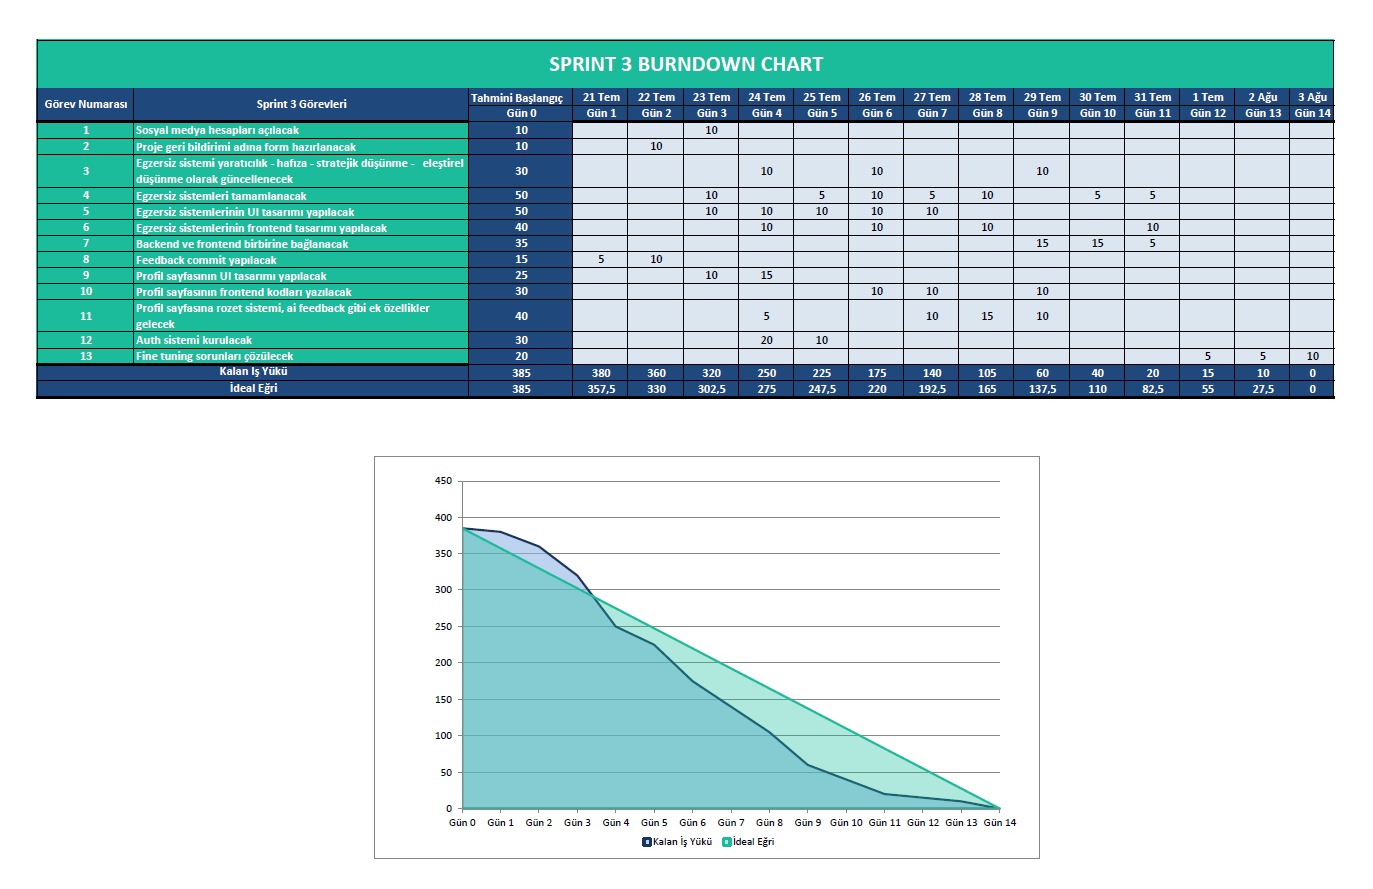 SPRINT 3 BURNDOWN CHART
Görev Numarası Sprint 3 Görevleri Tahmini Başlangıç 21 Tem 22 Tem 23 Tem 24 Tem 25 Tem 26 Tem 27 Tem 28 Tem 29 Tem 30 Tem 31 Tem 1 Tem 2 Ağu 3 Ağu
Gün 0 Gün 1 Gün 2 Gün 3 Gün 4 Gün 5 Gün 6 Gün 7 Gün 8 Gün 9 Gün 10 Gün 11 Gün 12 Gün 13 Gün 14
1 Sosyal medya hesapları açılacak 10 10
2 Proje geri bildirimi adına form hazırlanacak 10 10
3 Egzersiz sistemi yaratıcılık - hafıza - stratejik düşünme - eleştirel
düşünme olarak güncellenecek 30 10 10 10
4 Egzersiz sistemleri tamamlanacak 50 10 5 10 5 10 5 5
5 Egzersiz sistemlerinin UI tasarımı yapılacak 50 10 10 10 10 10
6 Egzersiz sistemlerinin frontend tasarımı yapılacak 40 10 10 10 10
7 Backend ve frontend birbirine bağlanacak 35 15 15 5
8 Feedback commit yapılacak 15 5 10
9 Profil sayfasının UI tasarımı yapılacak 25 10 15
10 Profil sayfasının frontend kodları yazılacak 30 10 10 10
11 Profil sayfasına rozet sistemi, ai feedback gibi ek özellikler
gelecek 40 5 10 15 10
12 Auth sistemi kurulacak 30 20 10
13 Fine tuning sorunları çözülecek 20 5 5 10
Kalan İş Yükü 385 380 360 320 250 225 175 140 105 60 40 20 15 10 0
İdeal Eğri 385 357,5 330 302,5 275 247,5 220 192,5 165 137,5 110 82,5 55 27,5 0
450
400
350
300
250
200
150
100
50
0
Gün 0 Gün 1 Gün 2 Gün 3 Gün 4 Gün 5 Gün 6 Gün 7 Gün 8 Gün 9 Gün 10 Gün 11 Gün 12 Gün 13 Gün 14
Kalan İş Yükü İdeal Eğri